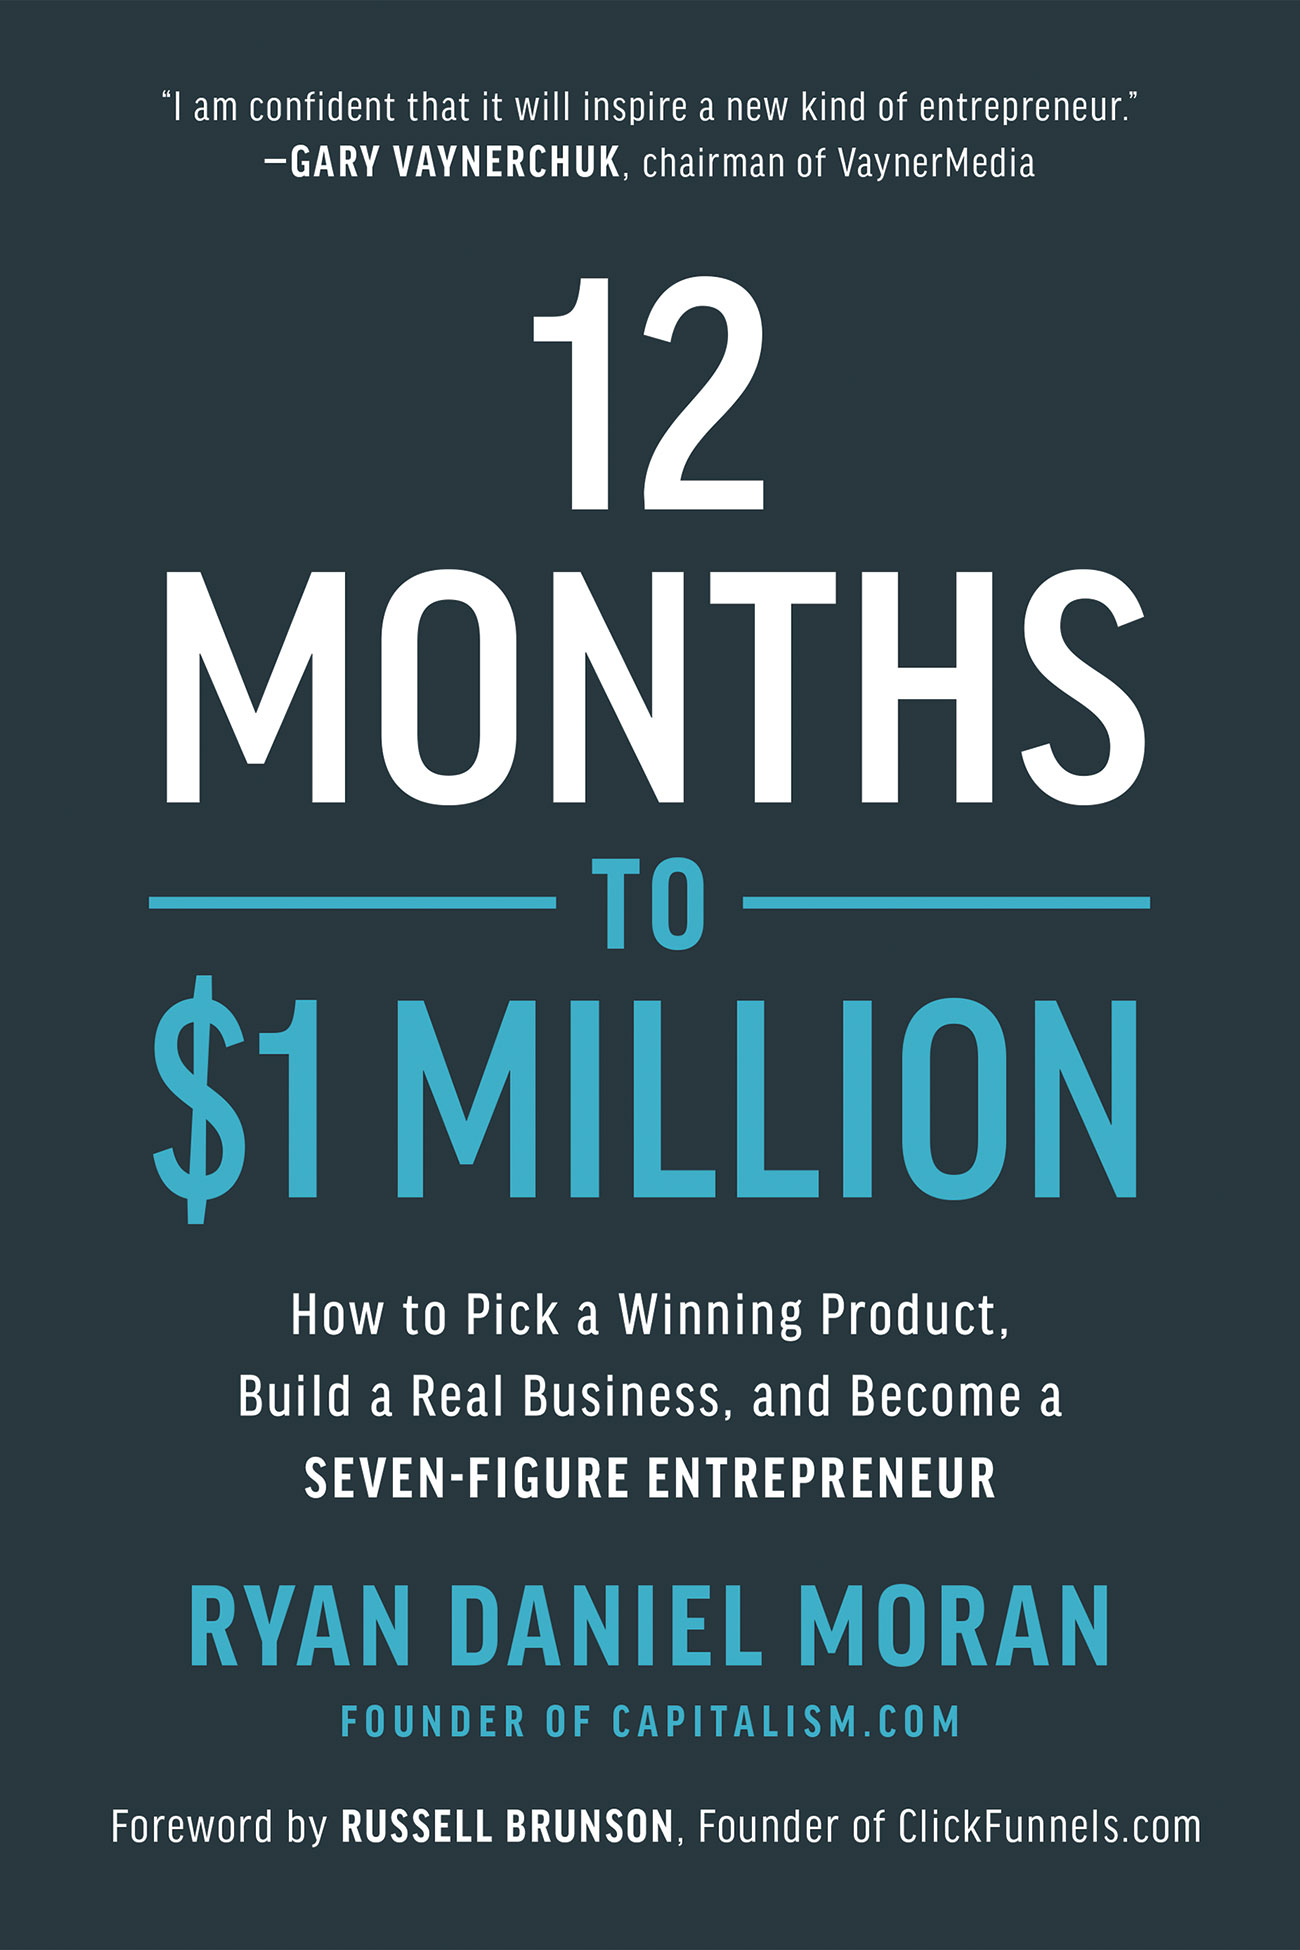 “I am confident that it will inspire a new kind of entrepreneur.”
—GARY VAYNERCHUK, chairman of VaynerMedia
12
MONTHS
TO
$1 MILLION
How to Pick a Winning Product,
Build a Real Business, and Become a
SEVEN-FIGURE ENTREPRENEUR
RYAN DANIEL MORAN
FOUNDER OF CAPITALISM.COM
Foreword by RUSSELL BRUNSON, Founder of ClickFunnels.com